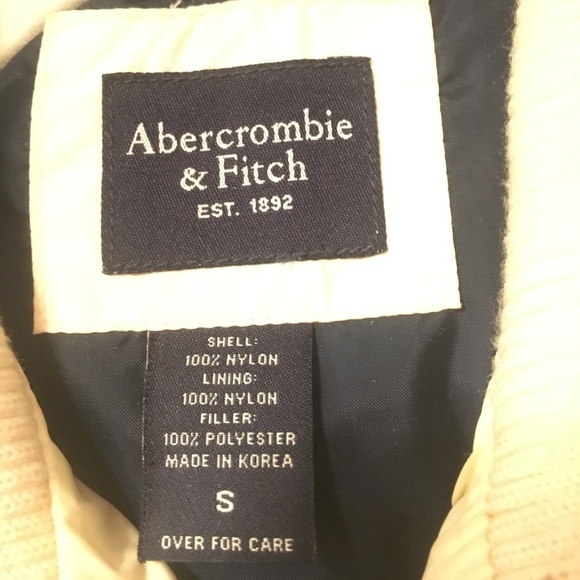 Abercrombie
& Fitch
EST. 1892
SHELL:
100% NYLON
LINING:
100% NYLON
FILLER:
100% POLYESTER
MADE IN KOREA
S
OVER FOR CARE